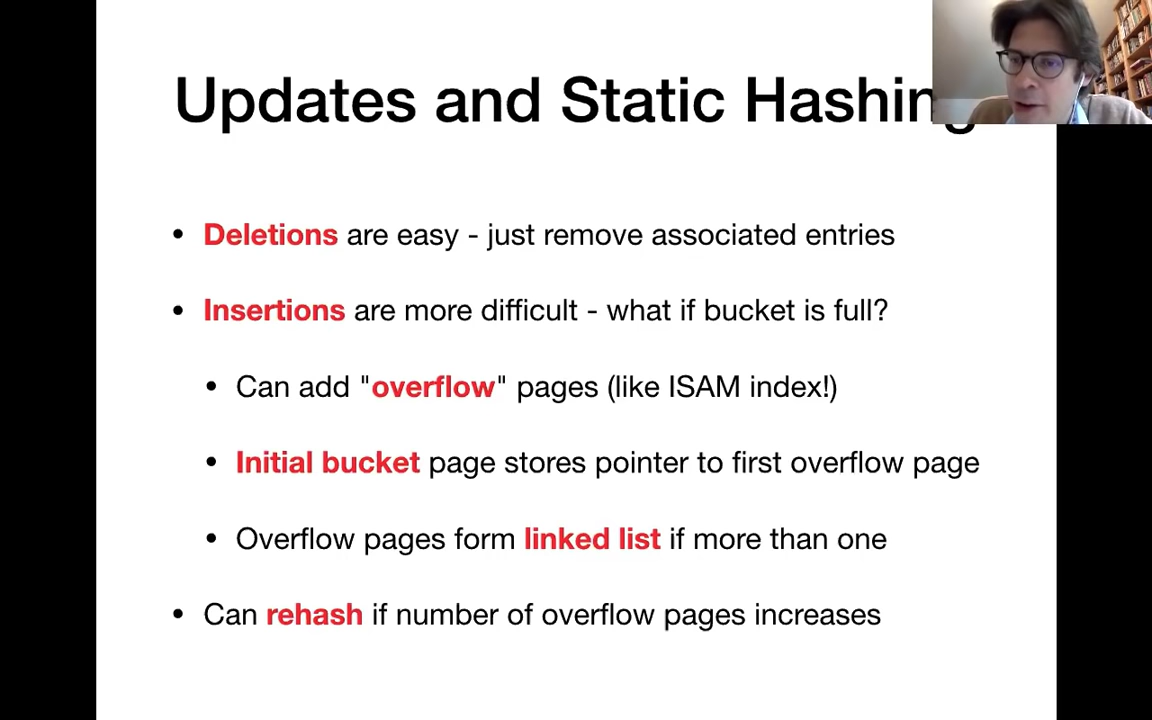 Updates and Static Hashing
• Deletions are easy - just remove associated entries
• Insertions are more difficult - what if bucket is full?
• Can add "overflow" pages (like ISAM index!)
• Initial bucket page stores pointer to first overflow page
• Overflow pages form linked list if more than one
• Can rehash if number of overflow pages increases